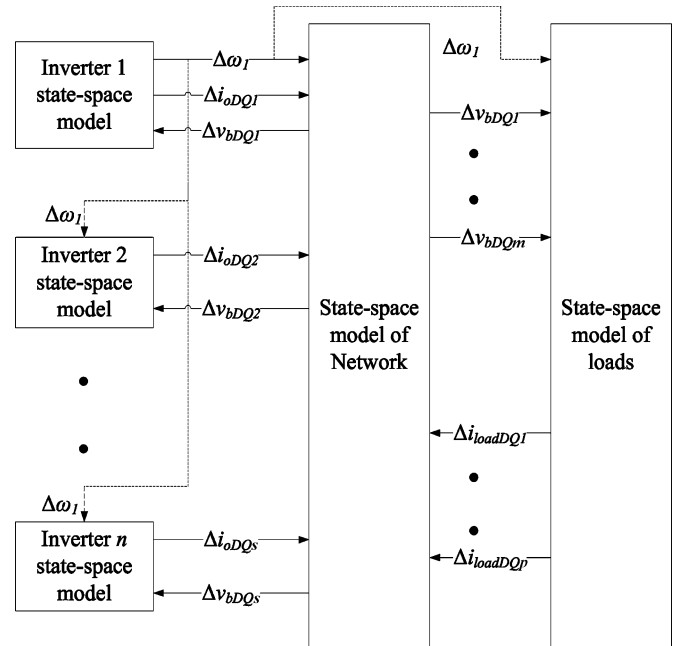 Inverter 1
state-space
model
Δω1
ΔioDQ1
ΔvbDQ1
Δω1
ΔvbDQ1
ΔvbDQm
Δω1
Inverter 2
state-space
model
ΔioDQ2
ΔvbDQ2
State-space
model of
Network
State-space
model of
loads
ΔiloadDQ1
ΔiloadDQp
Δω1
Inverter n
state-space
model
ΔioDQs
ΔvbDQs